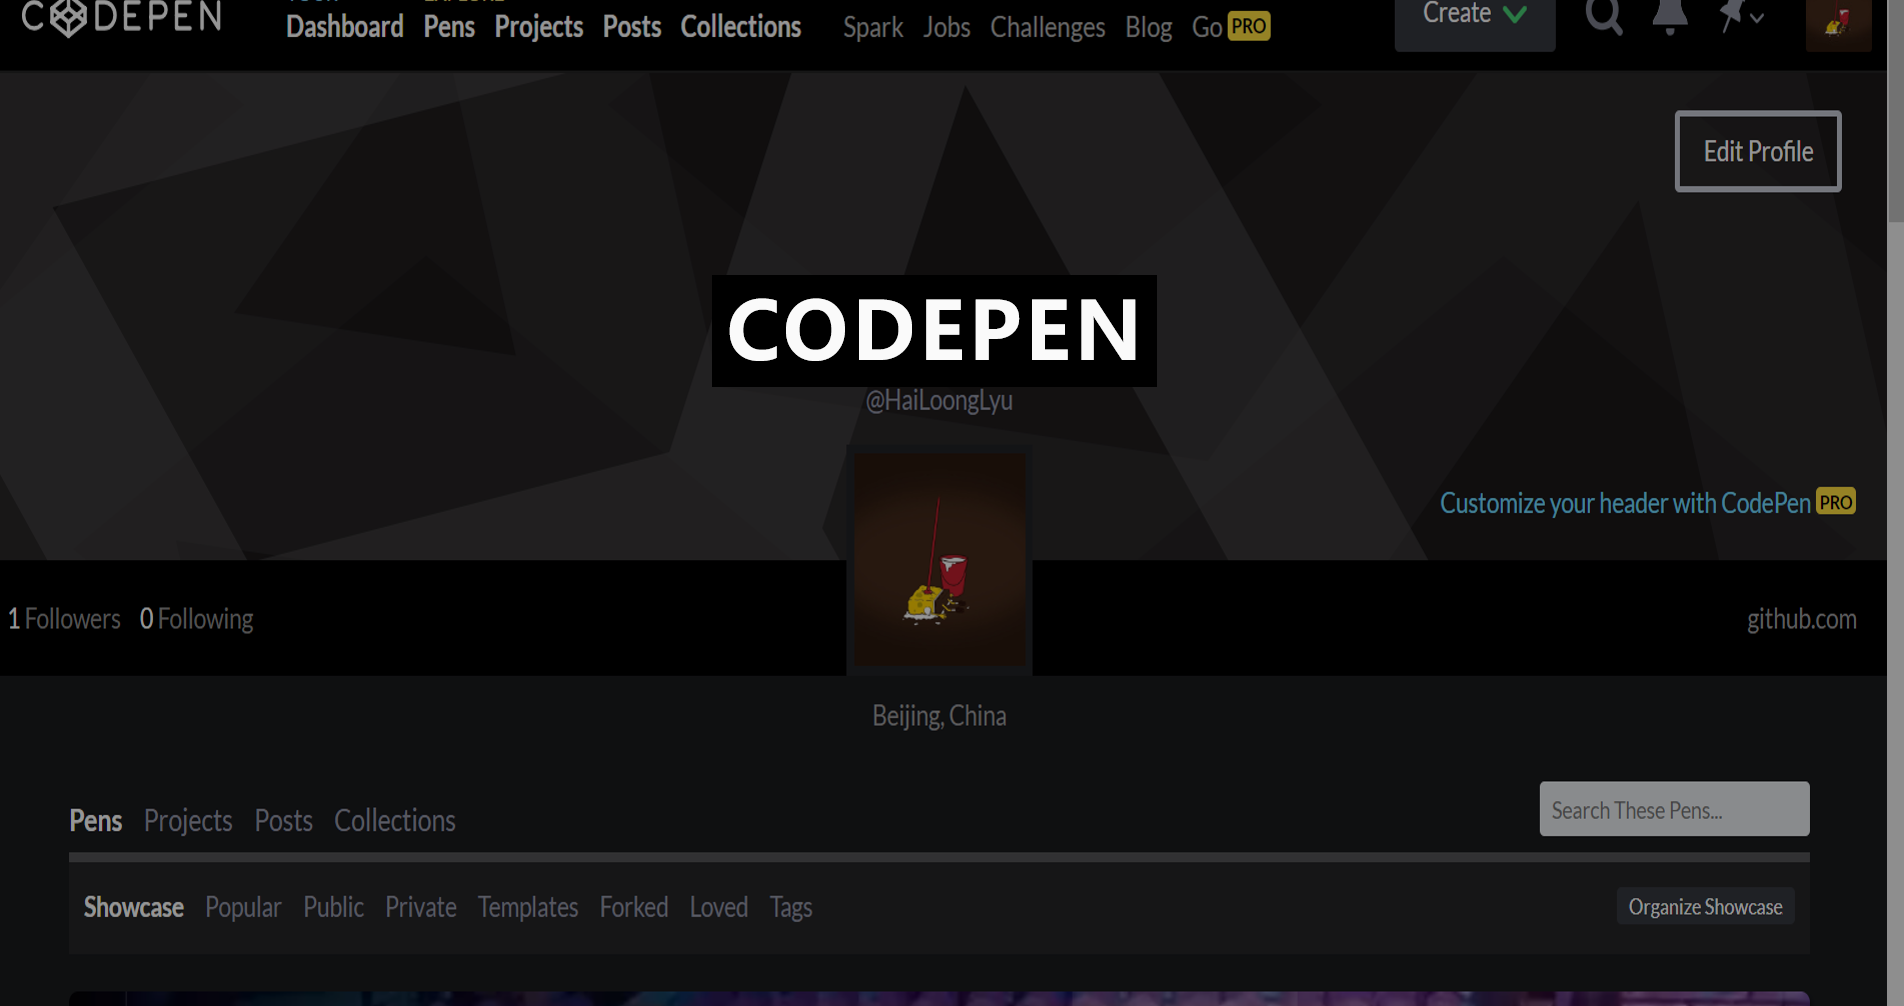 CODEPEN
Dashboard Pens Projects Posts Collections Spark Jobs Challenges Blog Go PRO
Create
Edit Profile
CODEPEN
@HaiLoongLyu
Customize your header with CodePen PRO
1 Followers 0 Following
github.com
Beijing, China
Pens Projects Posts Collections
Search These Pens...
Showcase Popular Public Private Templates Forked Loved Tags
Organize Showcase